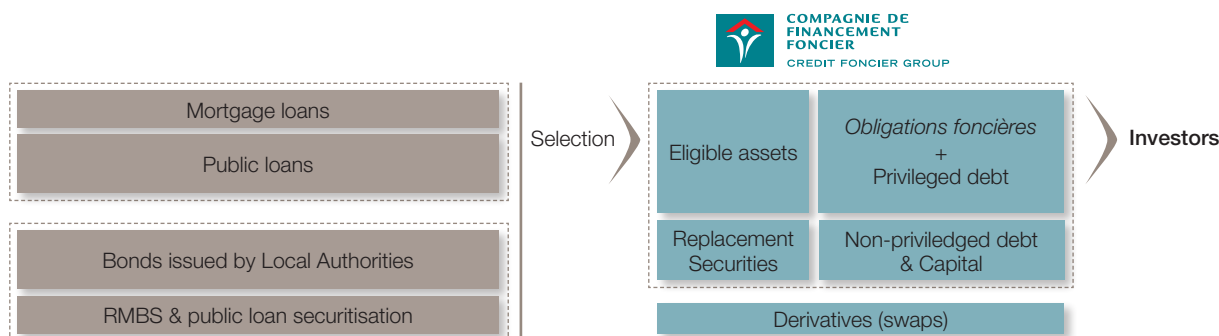 COMPAGNIE DE
FINANCEMENT
FONCIER
CREDIT FONCIER GROUP
Mortgage loans
Public loans
Bonds issued by Local Authorities
RMBS & public loan securitisation
Selection
Eligible assets
Obligations foncières
+
Privileged debt
Replacement
Securities
Non-priviledged debt
& Capital
Derivatives (swaps)
Investors